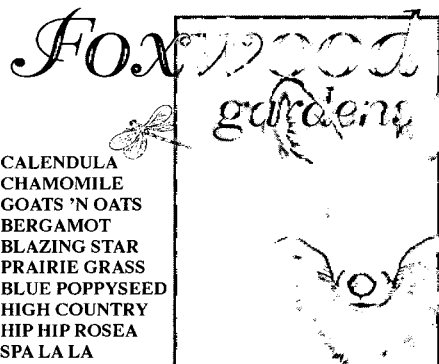 Foxwood
gardens
CALENDULA
CHAMOMILE
GOATS 'N OATS
BERGAMOT
BLAZING STAR
PRAIRIE GRASS
BLUE POPPYSEED
HIGH COUNTRY
HIP HIP ROSEA
SPA LA LA